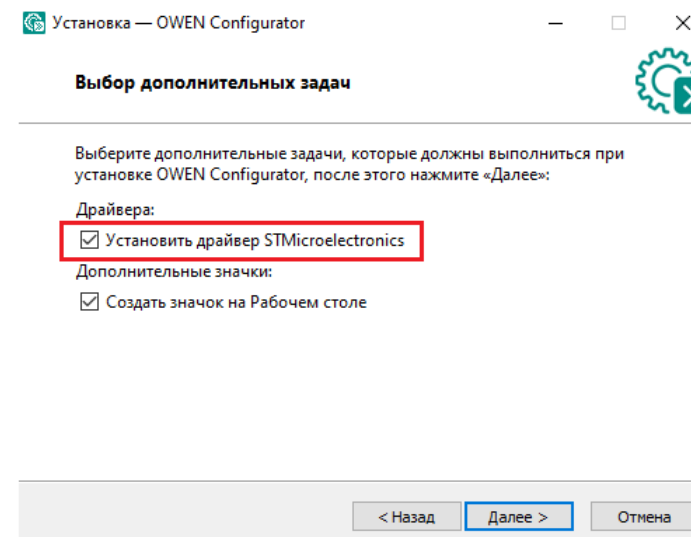 Установка — OWEN Configurator
Выбор дополнительных задач
Выберите дополнительные задачи, которые должны выполниться при
установке OWEN Configurator, после этого нажмите «Далее»:
Драйвера:
Установить драйвер STMicroelectronics
Дополнительные значки:
Создать значок на Рабочем столе
< Назад
Далее >
Отмена